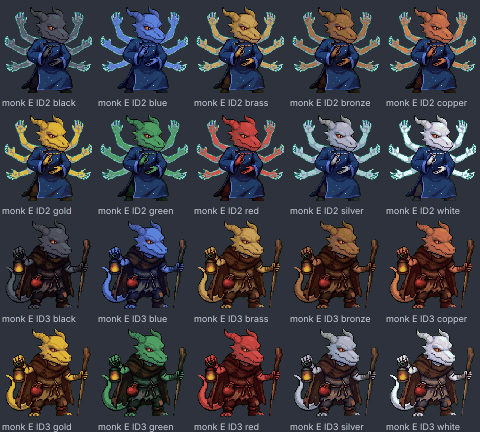 monk E ID2 black
monk E ID2 blue
monk E ID2 brass
monk E ID2 bronze
monk E ID2 copper
monk E ID2 gold
monk E ID2 green
monk E ID2 red
monk E ID2 silver
monk E ID2 white
monk E ID3 black
monk E ID3 blue
monk E ID3 brass
monk E ID3 bronze
monk E ID3 copper
monk E ID3 gold
monk E ID3 green
monk E ID3 red
monk E ID3 silver
monk E ID3 white